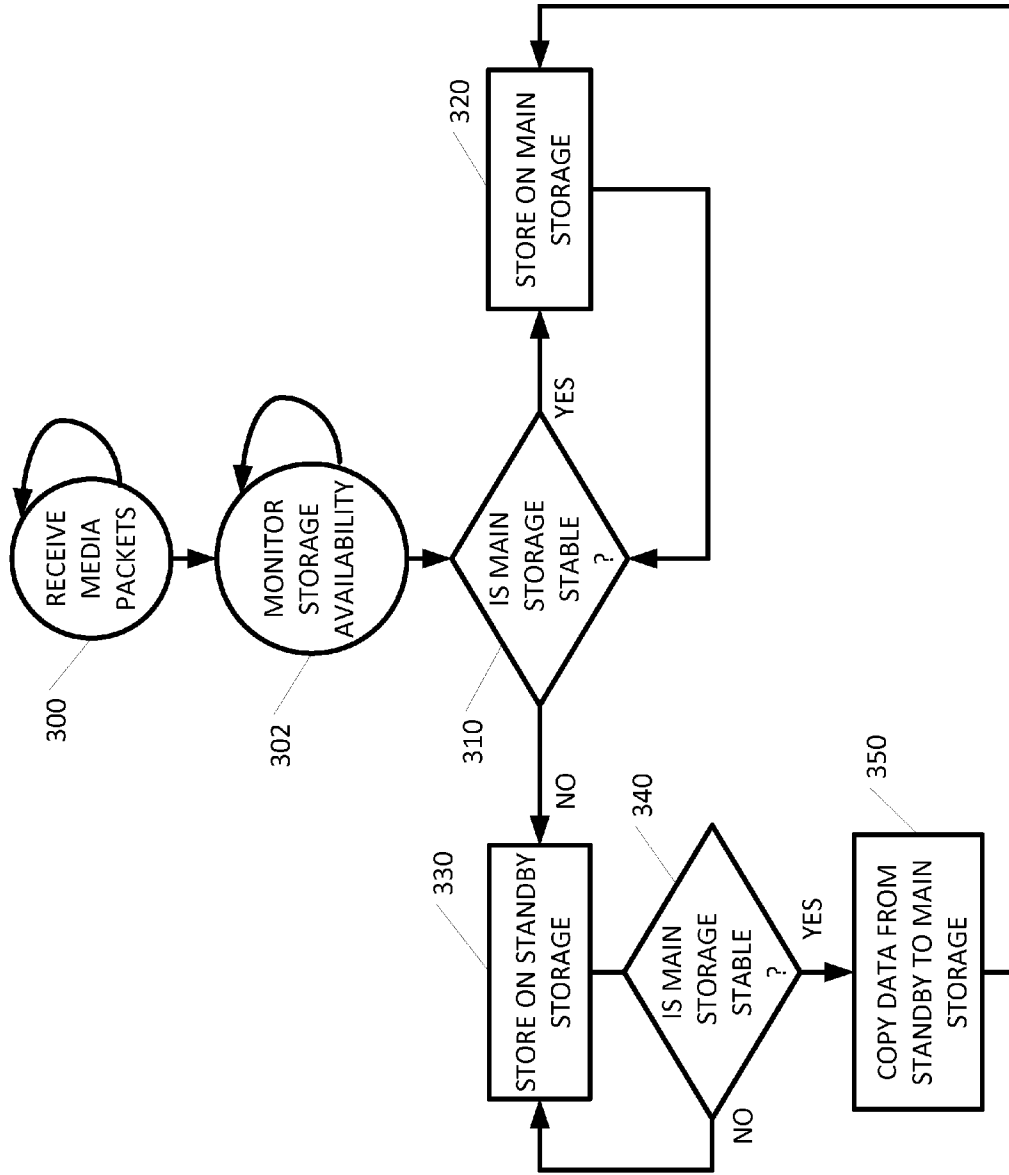 300
RECEIVE
MEDIA
PACKETS
302
MONITOR
STORAGE
AVAILABILITY
310
IS MAIN
STORAGE
STABLE
?
YES
NO
320
STORE ON MAIN
STORAGE
330
STORE ON STANDBY
STORAGE
340
IS MAIN
STORAGE
STABLE
?
NO
YES
350
COPY DATA FROM
STANDBY TO MAIN
STORAGE